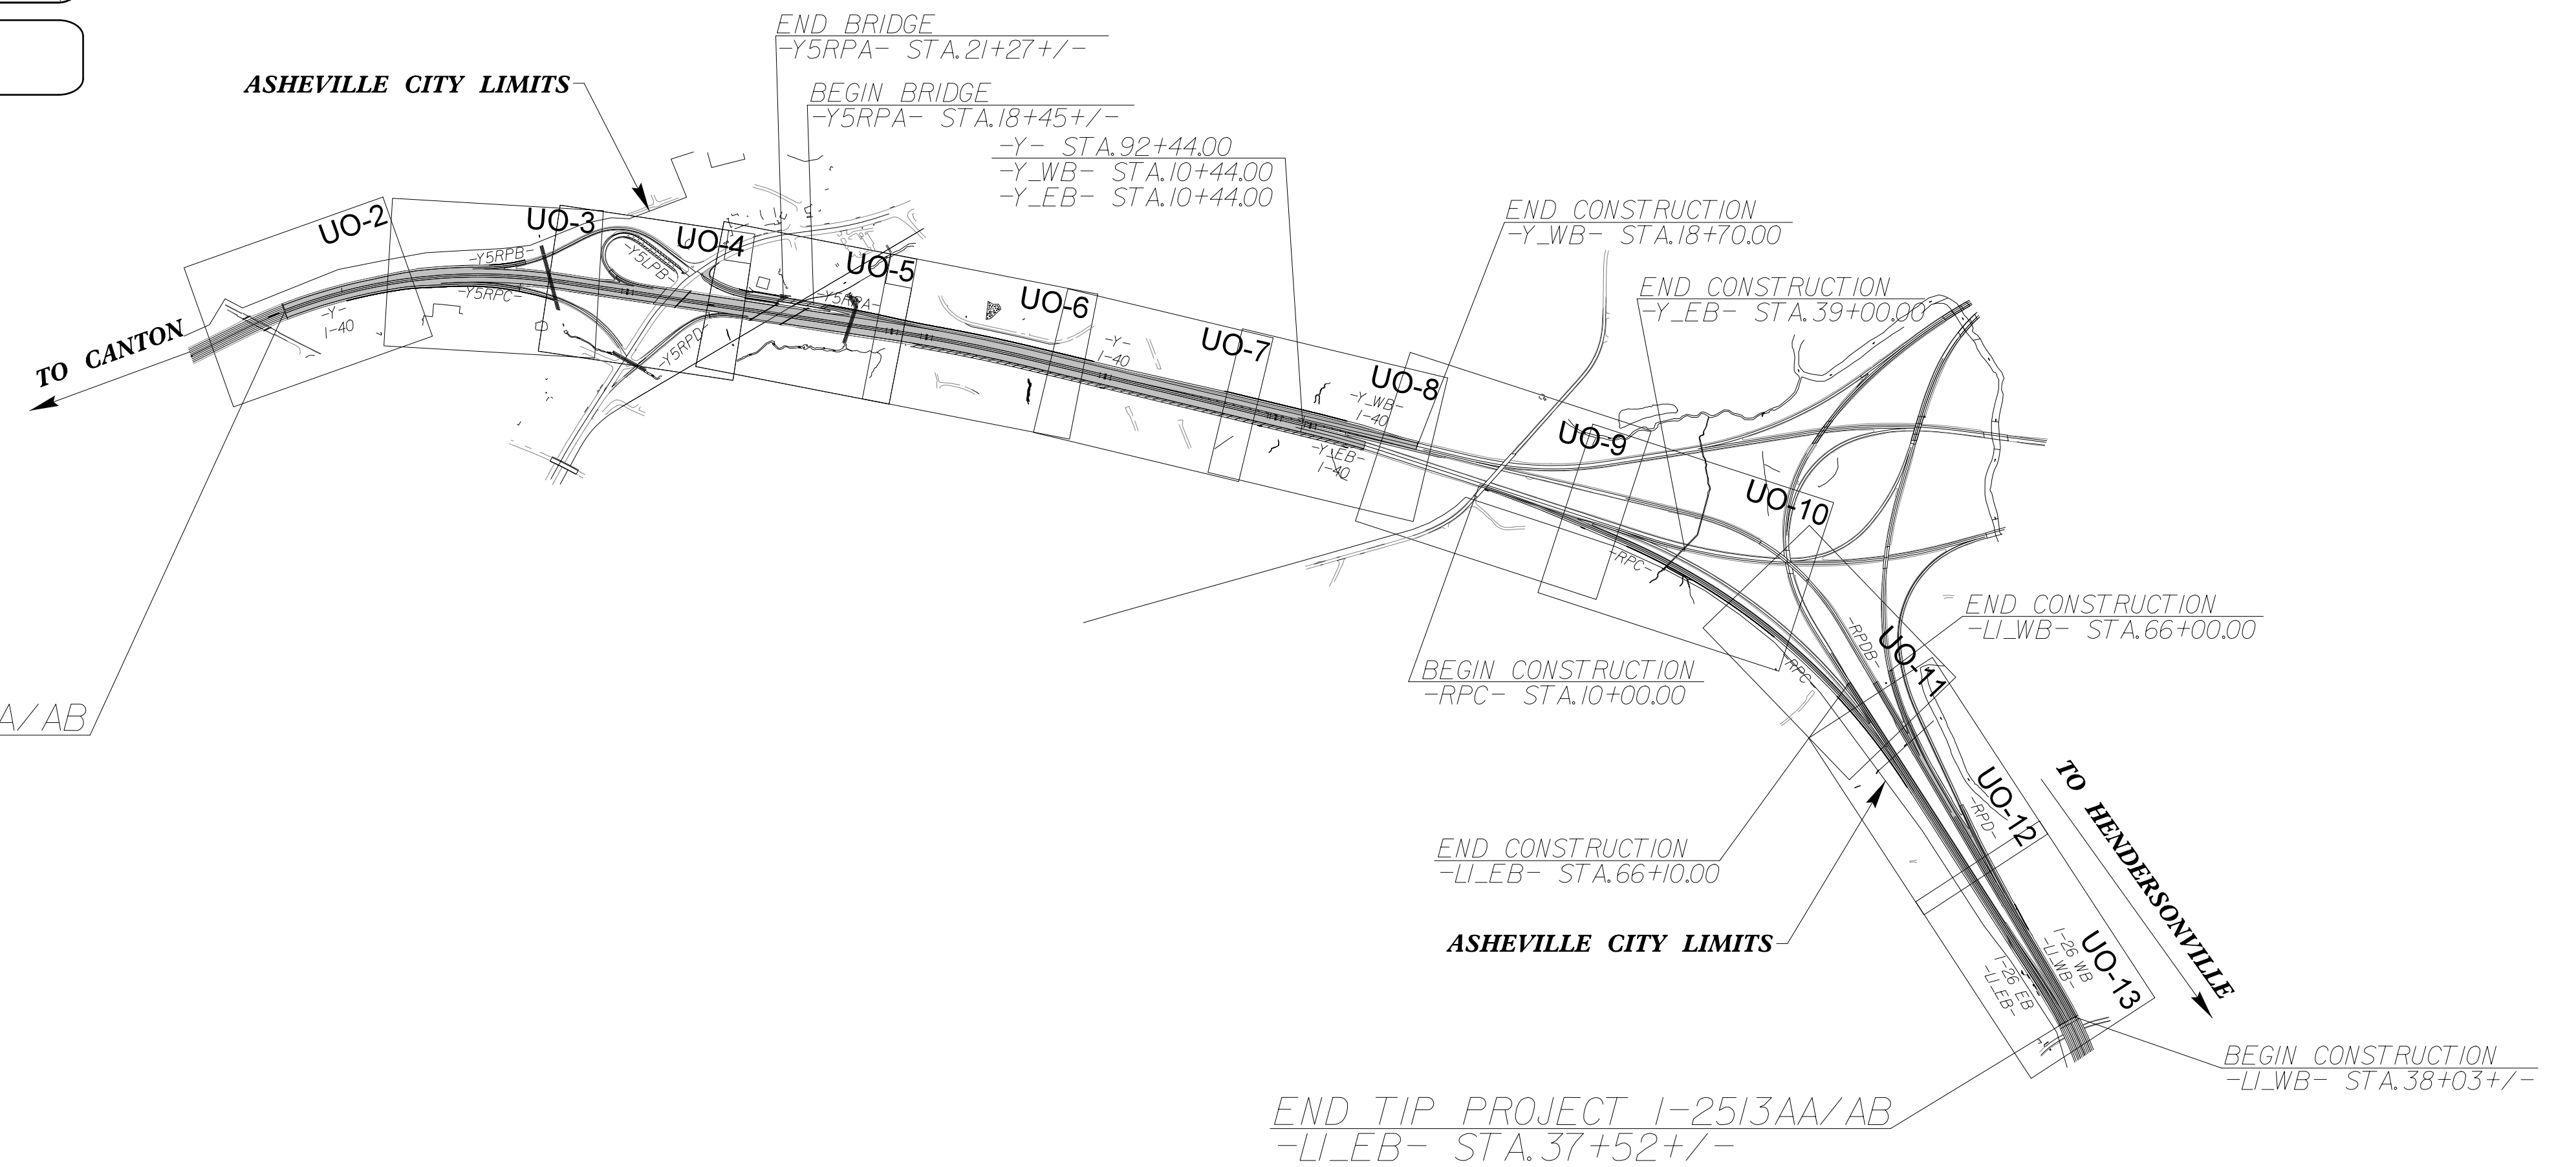 END BRIDGE
-Y5RPA- STA.21+27+/-
ASHEVILLE CITY LIMITS
BEGIN BRIDGE
-Y5RPA- STA.18+45+/-
-Y- STA.92+44.00
-Y_WB- STA.10+44.00
-Y_EB- STA.10+44.00
END CONSTRUCTION
-Y_WB- STA.18+70.00
END CONSTRUCTION
-Y_EB- STA.39+00.00
UO-2
UO-3
UO-4
UO-5
UO-6
UO-7
UO-8
UO-9
UO-10
UO-11
UO-12
UO-13
-Y5RPB-
-Y5LPB-
-Y5RPC-
-Y5RPA-
-Y5RPD-
-Y-
I-40
-Y-
I-40
-Y_WB-
I-40
-Y_EB-
I-40
TO CANTON
-RPC-
-RPC-
-RPDB-
-RPD-
END CONSTRUCTION
-L1_WB- STA.66+00.00
BEGIN CONSTRUCTION
-RPC- STA.10+00.00
A/AB
END CONSTRUCTION
-L1_EB- STA.66+10.00
ASHEVILLE CITY LIMITS
TO HENDERSONVILLE
I-26 WB
-L1_WB-
I-26 EB
-L1_EB-
BEGIN CONSTRUCTION
-L1_WB- STA.38+03+/-
END TIP PROJECT I-2513AA/AB
-L1_EB- STA.37+52+/-